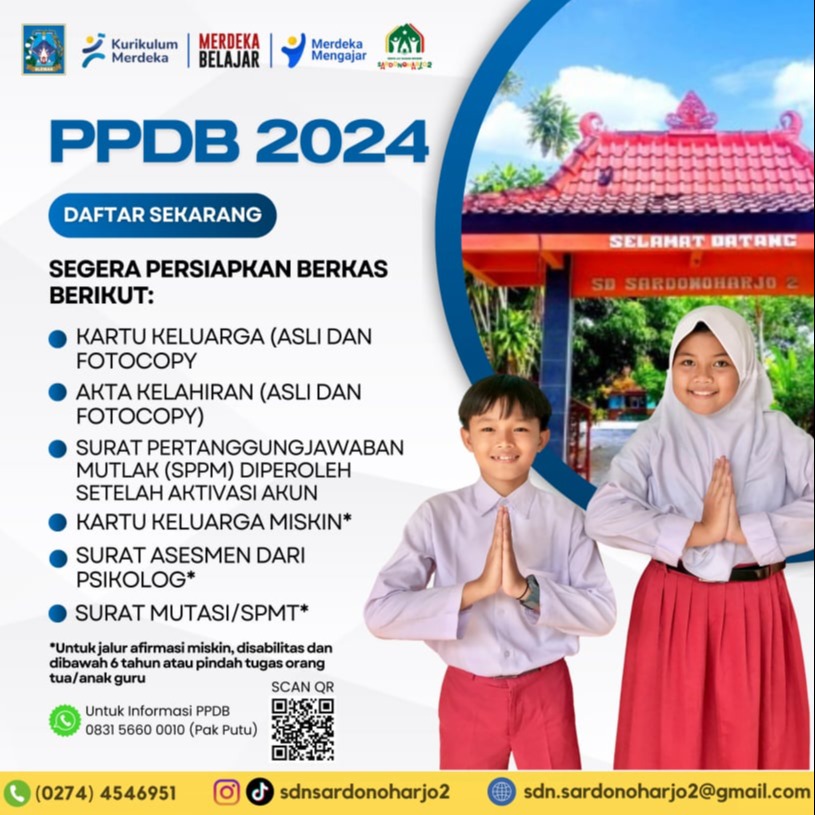 SLEMAN
Kurikulum
Merdeka
MERDEKA
BELAJAR
Merdeka
Mengajar
SARDONOHARJO 2
PPDB 2024
DAFTAR SEKARANG
SELAMAT DATANG
SD SARDONOHARJO 2
SEGERA PERSIAPKAN BERKAS
BERIKUT:
KARTU KELUARGA (ASLI DAN
FOTOCOPY
AKTA KELAHIRAN (ASLI DAN
FOTOCOPY)
SURAT PERTANGGUNGJAWABAN
MUTLAK (SPPM) DIPEROLEH
SETELAH AKTIVASI AKUN
KARTU KELUARGA MISKIN*
SURAT ASESMEN DARI
PSIKOLOG*
SURAT MUTASI/SPMT*
*Untuk jalur afirmasi miskin, disabilitas dan
dibawah 6 tahun atau pindah tugas orang
tua/anak guru
SCAN QR
Untuk Informasi PPDB
0831 5660 0010 (Pak Putu)
(0274) 4546951
sdnsardonoharjo2
sdn.sardonoharjo2@gmail.com